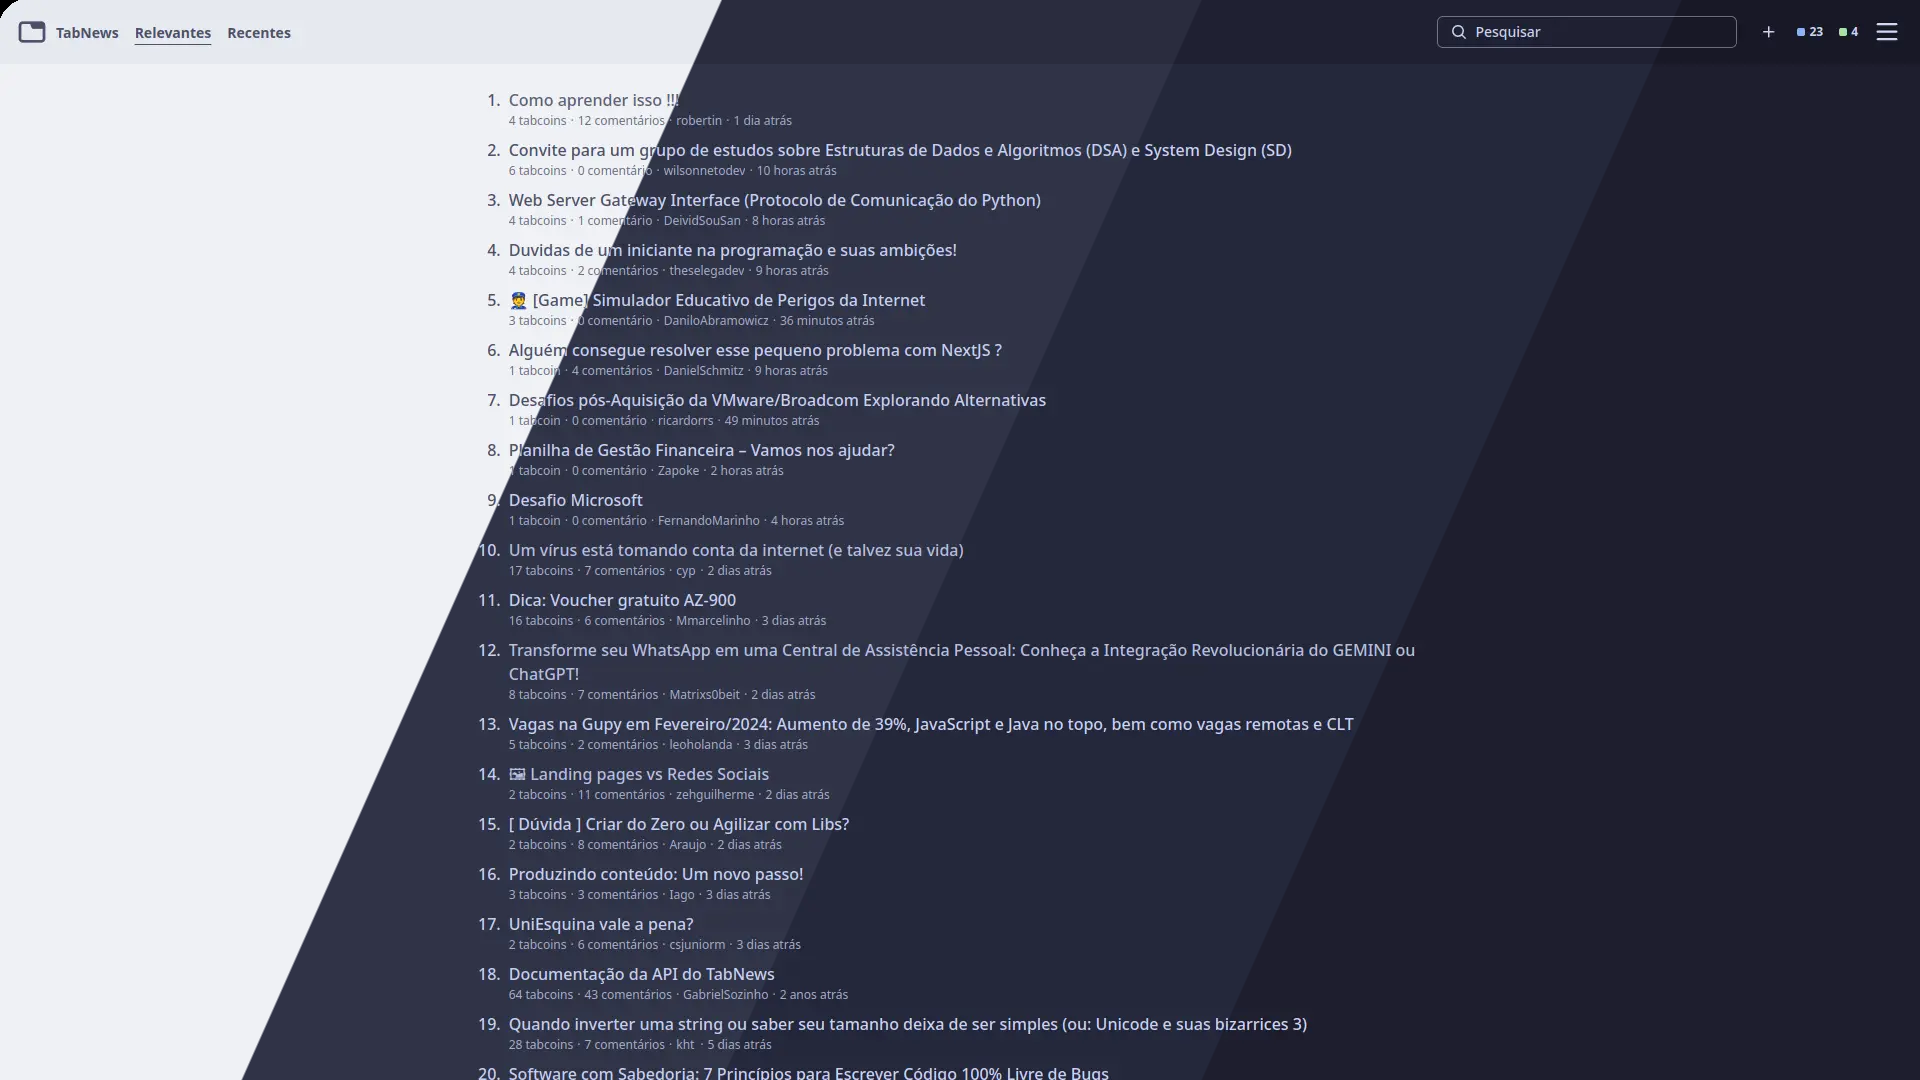 TabNews Relevantes Recentes Pesquisar 23 4
1. Como aprender isso !!!
4 tabcoins · 12 comentários · robertin · 1 dia atrás
2. Convite para um grupo de estudos sobre Estruturas de Dados e Algoritmos (DSA) e System Design (SD)
6 tabcoins · 0 comentário · wilsonnetodev · 10 horas atrás
3. Web Server Gateway Interface (Protocolo de Comunicação do Python)
4 tabcoins · 1 comentário · DeividSouSan · 8 horas atrás
4. Duvidas de um iniciante na programação e suas ambições!
4 tabcoins · 2 comentários · theselegadev · 9 horas atrás
5. 👮 [Game] Simulador Educativo de Perigos da Internet
3 tabcoins · 0 comentário · DaniloAbramowicz · 36 minutos atrás
6. Alguém consegue resolver esse pequeno problema com NextJS ?
1 tabcoin · 4 comentários · DanielSchmitz · 9 horas atrás
7. Desafios pós-Aquisição da VMware/Broadcom Explorando Alternativas
1 tabcoin · 0 comentário · ricardorrs · 49 minutos atrás
8. Planilha de Gestão Financeira – Vamos nos ajudar?
1 tabcoin · 0 comentário · Zapoke · 2 horas atrás
9. Desafio Microsoft
1 tabcoin · 0 comentário · FernandoMarinho · 4 horas atrás
10. Um vírus está tomando conta da internet (e talvez sua vida)
17 tabcoins · 7 comentários · cyp · 2 dias atrás
11. Dica: Voucher gratuito AZ-900
16 tabcoins · 6 comentários · Mmarcelinho · 3 dias atrás
12. Transforme seu WhatsApp em uma Central de Assistência Pessoal: Conheça a Integração Revolucionária do GEMINI ou
ChatGPT!
8 tabcoins · 7 comentários · Matrixs0beit · 2 dias atrás
13. Vagas na Gupy em Fevereiro/2024: Aumento de 39%, JavaScript e Java no topo, bem como vagas remotas e CLT
5 tabcoins · 2 comentários · leoholanda · 3 dias atrás
14. 🖼 Landing pages vs Redes Sociais
2 tabcoins · 11 comentários · zehguilherme · 2 dias atrás
15. [ Dúvida ] Criar do Zero ou Agilizar com Libs?
2 tabcoins · 8 comentários · Araujo · 2 dias atrás
16. Produzindo conteúdo: Um novo passo!
3 tabcoins · 3 comentários · Iago · 3 dias atrás
17. UniEsquina vale a pena?
2 tabcoins · 6 comentários · csjuniorm · 3 dias atrás
18. Documentação da API do TabNews
64 tabcoins · 43 comentários · GabrielSozinho · 2 anos atrás
19. Quando inverter uma string ou saber seu tamanho deixa de ser simples (ou: Unicode e suas bizarrices 3)
28 tabcoins · 7 comentários · kht · 5 dias atrás
20. Software com Sabedoria: 7 Princípios para Escrever Código 100% Livre de Bugs